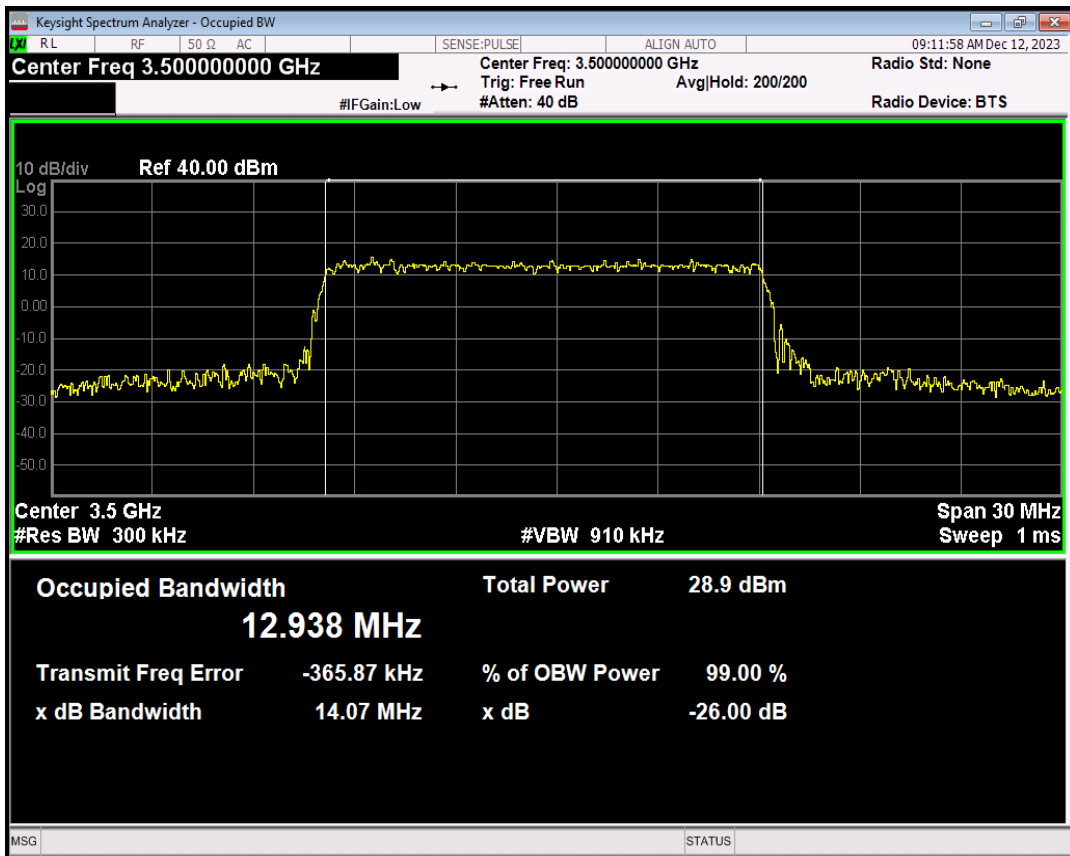 Keysight Spectrum Analyzer - Occupied BW
LXI RL RF 50 Ω AC SENSE:PULSE ALIGN AUTO 09:11:58 AM Dec 12, 2023
Center Freq 3.500000000 GHz Center Freq: 3.500000000 GHz Radio Std: None
Trig: Free Run Avg|Hold: 200/200
#IFGain:Low #Atten: 40 dB Radio Device: BTS
10 dB/div Ref 40.00 dBm
Log
30.0
20.0
10.0
0.00
-10.0
-20.0
-30.0
-40.0
-50.0
Center 3.5 GHz Span 30 MHz
#Res BW 300 kHz #VBW 910 kHz Sweep 1 ms
Occupied Bandwidth Total Power 28.9 dBm
12.938 MHz
Transmit Freq Error -365.87 kHz % of OBW Power 99.00 %
x dB Bandwidth 14.07 MHz x dB -26.00 dB
MSG STATUS